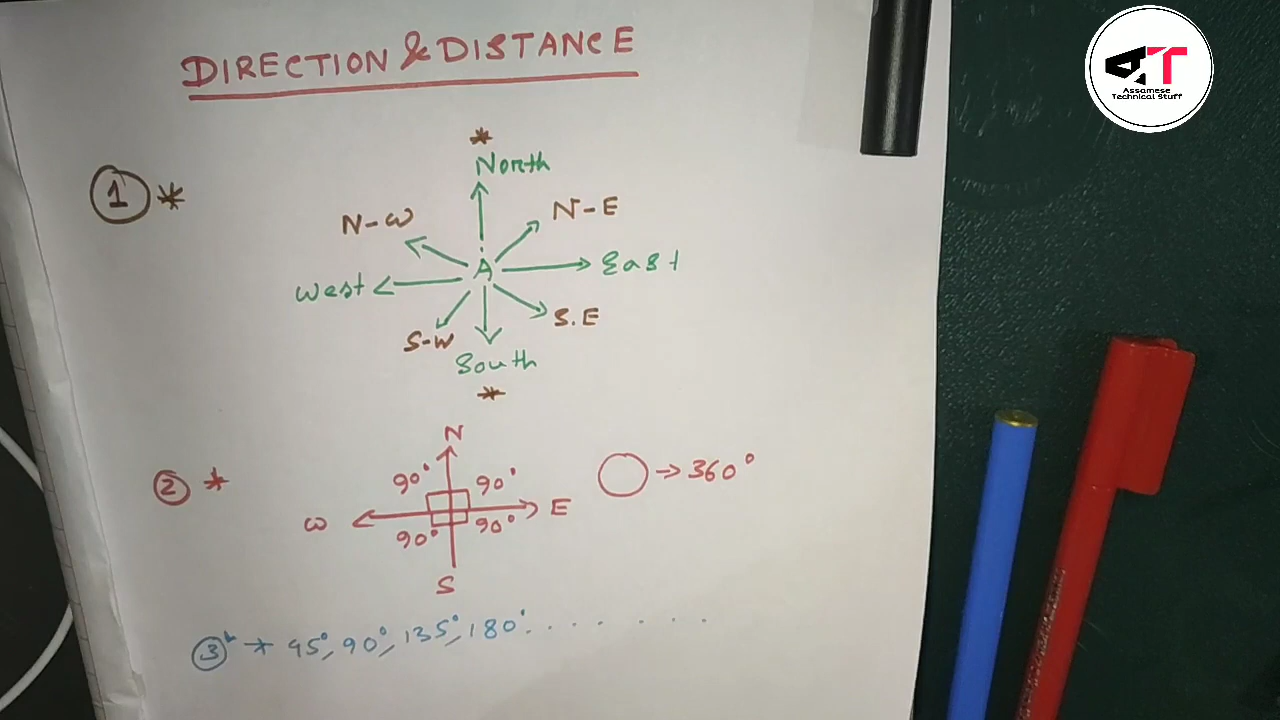 DIRECTION & DISTANCE
AT
Assamese
Technical Stuff
1 *
*
North
N-W
N-E
A
West
East
S-W
S.E
South
*
2 *
N
90° 90°
W E
90° 90°
S
→ 360°
3 * 45°, 90°, 135°, 180° . . . . . . .